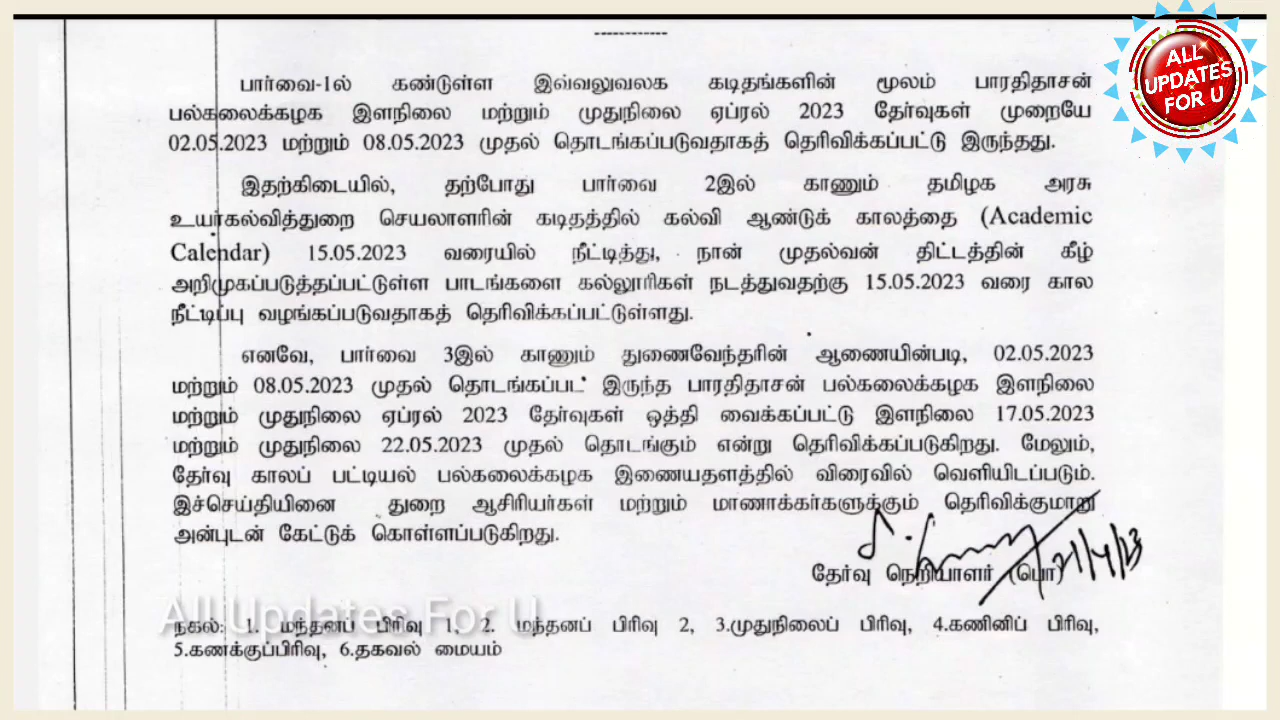 ------------
ALL
UPDATES
FOR U
பார்வை-1ல் கண்டுள்ள இவ்வலுவலக கடிதங்களின் மூலம் பாரதிதாசன்
பல்கலைக்கழக இளநிலை மற்றும் முதுநிலை ஏப்ரல் 2023 தேர்வுகள் முறையே
02.05.2023 மற்றும் 08.05.2023 முதல் தொடங்கப்படுவதாகத் தெரிவிக்கப்பட்டு இருந்தது.
இதற்கிடையில், தற்போது பார்வை 2இல் காணும் தமிழக அரசு
உயர்கல்வித்துறை செயலாளரின் கடிதத்தில் கல்வி ஆண்டுக் காலத்தை (Academic
Calendar) 15.05.2023 வரையில் நீட்டித்து, நான் முதல்வன் திட்டத்தின் கீழ்
அறிமுகப்படுத்தப்பட்டுள்ள பாடங்களை கல்லூரிகள் நடத்துவதற்கு 15.05.2023 வரை கால
நீட்டிப்பு வழங்கப்படுவதாகத் தெரிவிக்கப்பட்டுள்ளது.
எனவே, பார்வை 3இல் காணும் துணைவேந்தரின் ஆணையின்படி, 02.05.2023
மற்றும் 08.05.2023 முதல் தொடங்கப்பட இருந்த பாரதிதாசன் பல்கலைக்கழக இளநிலை
மற்றும் முதுநிலை ஏப்ரல் 2023 தேர்வுகள் ஒத்தி வைக்கப்பட்டு இளநிலை 17.05.2023
மற்றும் முதுநிலை 22.05.2023 முதல் தொடங்கும் என்று தெரிவிக்கப்படுகிறது. மேலும்,
தேர்வு காலப் பட்டியல் பல்கலைக்கழக இணையதளத்தில் விரைவில் வெளியிடப்படும்.
இச்செய்தியினை துறை ஆசிரியர்கள் மற்றும் மாணாக்கர்களுக்கும் தெரிவிக்குமாறு
அன்புடன் கேட்டுக் கொள்ளப்படுகிறது.
தேர்வு நெறியாளர் (பொ) 21/4/23
All Updates For U
நகல்: 1. மந்தனப் பிரிவு 1, 2. மந்தனப் பிரிவு 2, 3.முதுநிலைப் பிரிவு, 4.கணினிப் பிரிவு,
5.கணக்குப்பிரிவு, 6.தகவல் மையம்